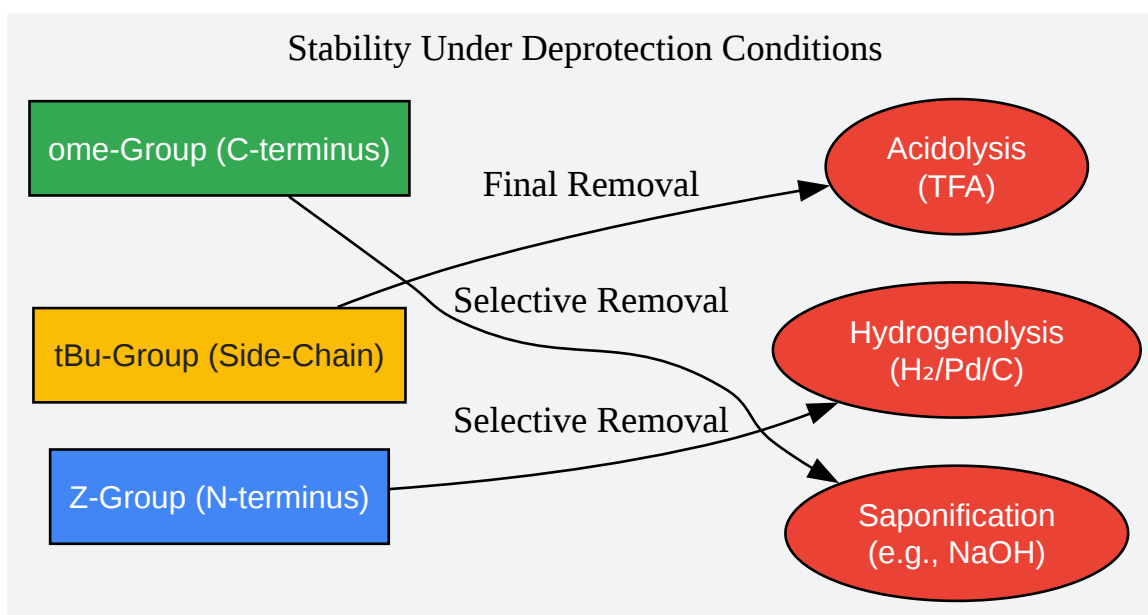 Stability Under Deprotection Conditions
ome-Group (C-terminus)
Acidolysis
(TFA)
Final Removal
Selective Removal
tBu-Group (Side-Chain)
Hydrogenolysis
(H₂/Pd/C)
Selective Removal
Z-Group (N-terminus)
Saponification
(e.g., NaOH)